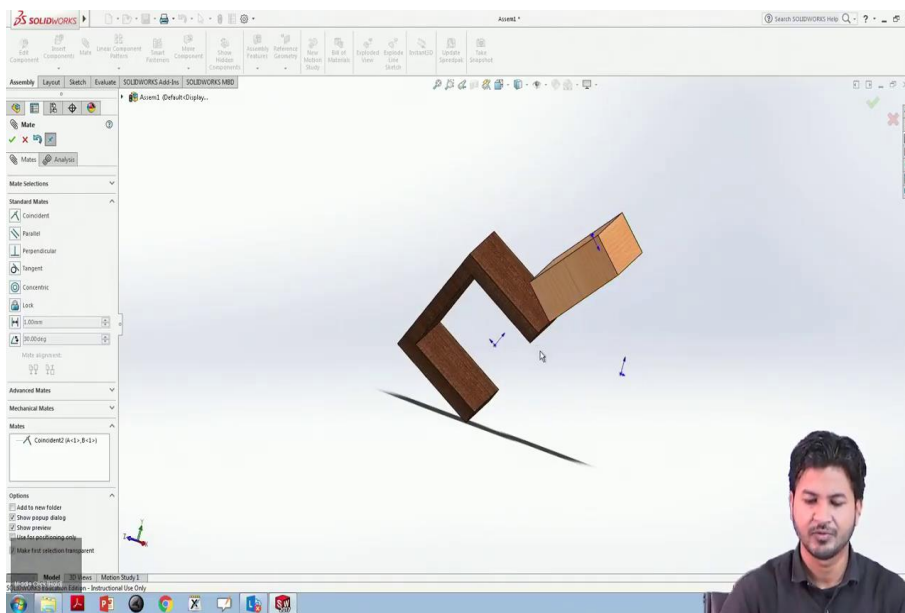 SOLIDWORKS
Assem1 *
Search SOLIDWORKS Help
Edit Component
Insert Components
Mate
Linear Component Pattern
Smart Fasteners
Move Component
Show Hidden Components
Assembly Features
Reference Geometry
New Motion Study
Bill of Materials
Exploded View
Explode Line Sketch
Instant3D
Update Speedpak
Take Snapshot
Assembly Layout Sketch Evaluate SOLIDWORKS Add-Ins SOLIDWORKS MBD
Assem1 (Default<Display...
Mate
Mates Analysis
Mate Selections
Standard Mates
Coincident
Parallel
Perpendicular
Tangent
Concentric
Lock
1.00mm
30.00deg
Mate alignment:
Advanced Mates
Mechanical Mates
Mates
Coincident2 (A<1>,B<1>)
Options
Add to new folder
Show popup dialog
Show preview
Use for positioning only
Make first selection transparent
Model 3D Views Motion Study 1
SOLIDWORKS Education Edition - Instructional Use Only